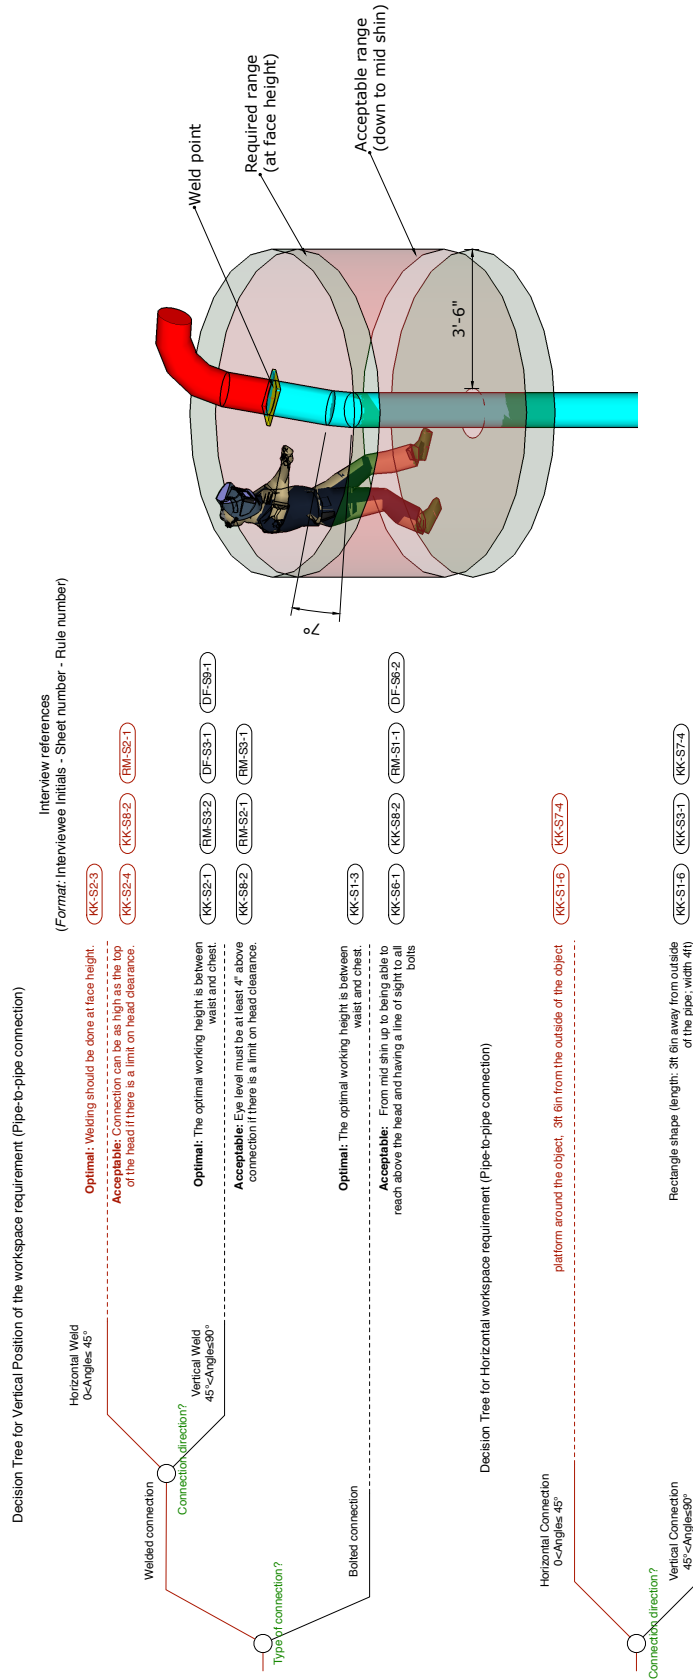 Decision Tree for Vertical Position of the workspace requirement (Pipe-to-pipe connection)
Interview references
(Format: Interviewee Initials - Sheet number - Rule number)
Type of connection?
Welded connection
Connection direction?
Horizontal Weld
0<Angle≤ 45°
Optimal: Welding should be done at face height.
KK-S2-3
Acceptable: Connection can be as high as the top
of the head if there is a limit on head clearance.
KK-S2-4 KK-S8-2 RM-S2-1
Vertical Weld
45°<Angle≤90°
Optimal: The optimal working height is between
waist and chest.
KK-S2-1 RM-S3-2 DF-S3-1 DF-S9-1
Acceptable: Eye level must be at least 4" above
connection if there is a limit on head clearance.
KK-S8-2 RM-S2-1 RM-S3-1
Bolted connection
Optimal: The optimal working height is between
waist and chest.
KK-S1-3
Acceptable: From mid shin up to being able to
reach above the head and having a line of sight to all
bolts
KK-S6-1 KK-S8-2 RM-S1-1 DF-S6-2
Decision Tree for Horizontal workspace requirement (Pipe-to-pipe connection)
Connection direction?
Horizontal Connection
0<Angle≤ 45°
platform around the object, 3ft 6in from the outside of the object
KK-S1-6 KK-S7-4
Vertical Connection
45°<Angle≤90°
Rectangle shape (length: 3ft 6in away from outside
of the pipe; width 4ft)
KK-S1-6 KK-S3-1 KK-S7-4
Weld point
Required range
(at face height)
Acceptable range
(down to mid shin)
7°
3'-6"